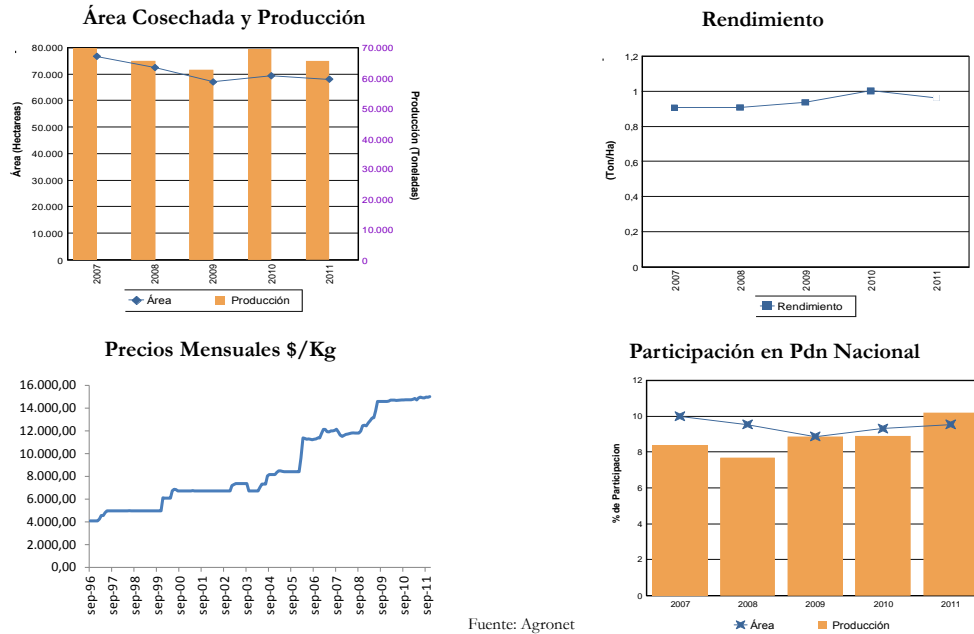 Área Cosechada y Producción
80.000
70.000
60.000
50.000
40.000
30.000
20.000
10.000
0
Área (Hectareas)
70.000
60.000
50.000
40.000
30.000
20.000
10.000
0
Producción (Toneladas)
2007
2008
2009
2010
2011
Área
Producción
Rendimiento
1,2
1
0,8
0,6
0,4
0,2
0
(Ton/Ha)
2007
2008
2009
2010
2011
Rendimiento
Precios Mensuales $/Kg
16.000,00
14.000,00
12.000,00
10.000,00
8.000,00
6.000,00
4.000,00
2.000,00
0,00
sep-96
sep-97
sep-98
sep-99
sep-00
sep-01
sep-02
sep-03
sep-04
sep-05
sep-06
sep-07
sep-08
sep-09
sep-10
sep-11
Participación en Pdn Nacional
12
10
8
6
4
2
0
% de Participacion
2007
2008
2009
2010
2011
Área
Producción
Fuente: Agronet